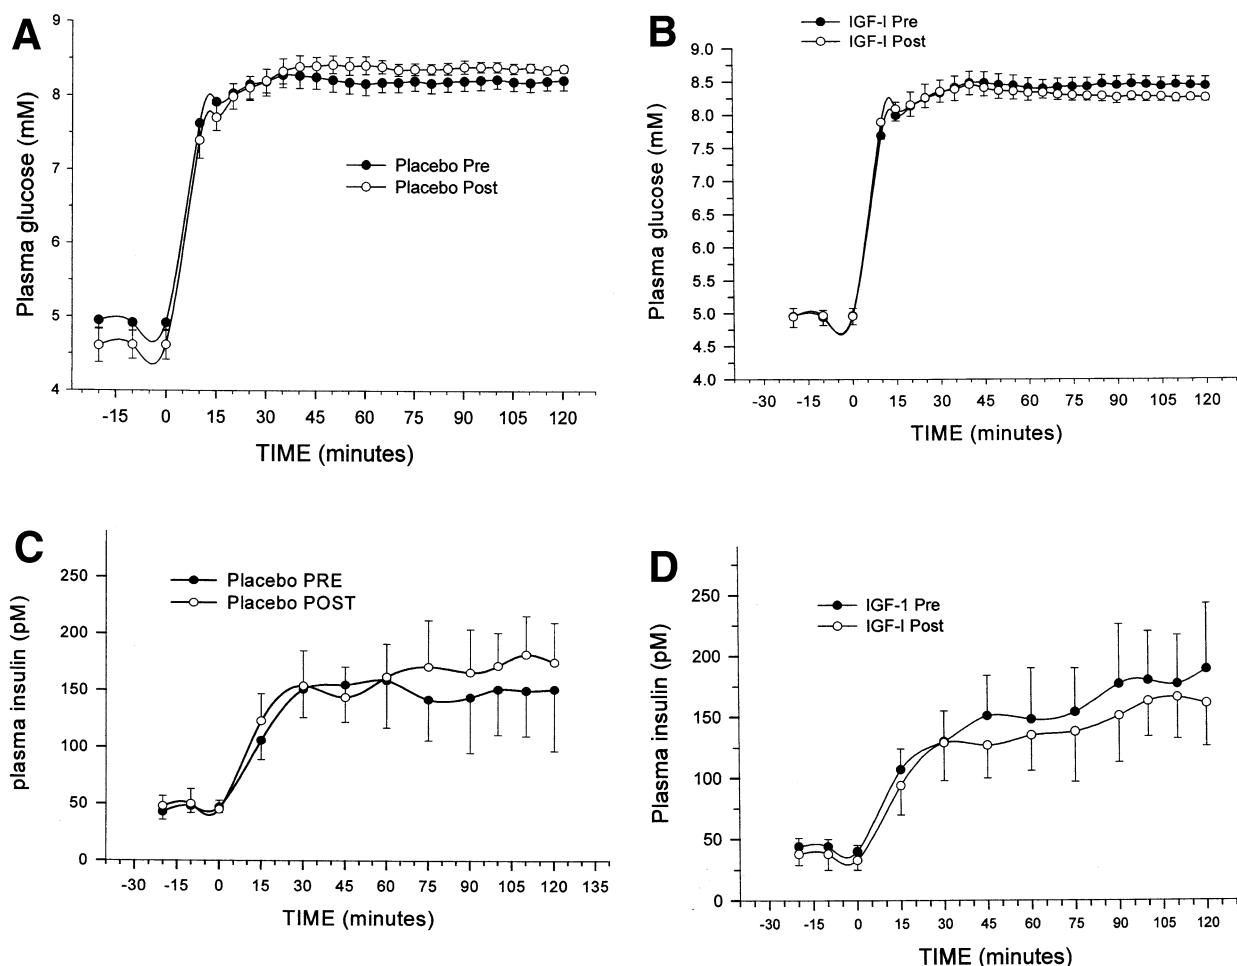 A
9
8
7
6
5
4
Plasma glucose (mM)
Placebo Pre
Placebo Post
-15 0 15 30 45 60 75 90 105 120
TIME (minutes)
B
IGF-I Pre
IGF-I Post
9.0
8.5
8.0
7.5
7.0
6.5
6.0
5.5
5.0
4.5
4.0
Plasma glucose (mM)
-30 -15 0 15 30 45 60 75 90 105 120
TIME (minutes)
C
Placebo PRE
Placebo POST
250
200
150
100
50
0
plasma insulin (pM)
-30 -15 0 15 30 45 60 75 90 105 120 135
TIME (minutes)
D
IGF-1 Pre
IGF-I Post
250
200
150
100
50
0
Plasma insulin (pM)
-30 -15 0 15 30 45 60 75 90 105 120
TIME (minutes)